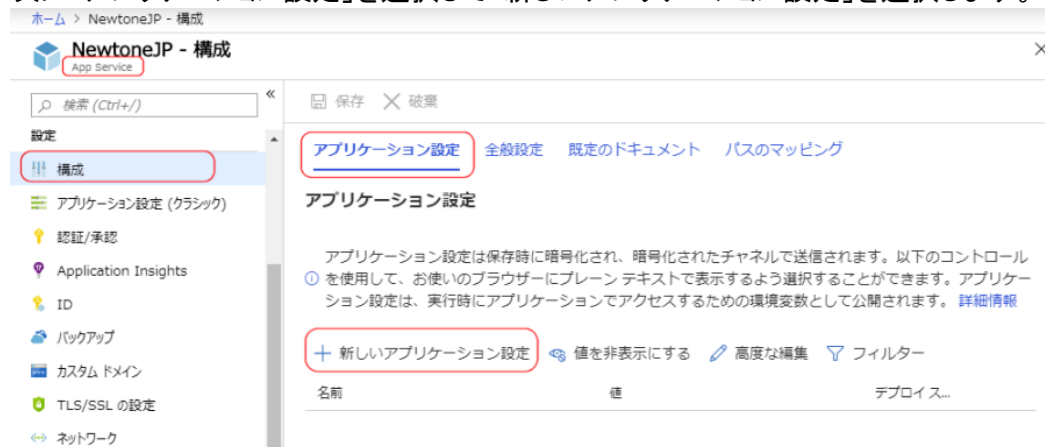 ホーム > NewtoneJP - 構成
NewtoneJP - 構成
App Service
検索 (Ctrl+/)
保存 破棄
設定
構成
アプリケーション設定 (クラシック)
認証/承認
Application Insights
ID
バックアップ
カスタム ドメイン
TLS/SSL の設定
ネットワーク
アプリケーション設定 全般設定 既定のドキュメント パスのマッピング
アプリケーション設定
アプリケーション設定は保存時に暗号化され、暗号化されたチャネルで送信されます。以下のコントロール
を使用して、お使いのブラウザーにプレーン テキストで表示するよう選択することができます。アプリケー
ション設定は、実行時にアプリケーションでアクセスするための環境変数として公開されます。 詳細情報
新しいアプリケーション設定 値を非表示にする 高度な編集 フィルター
名前 値 デプロイ ス...